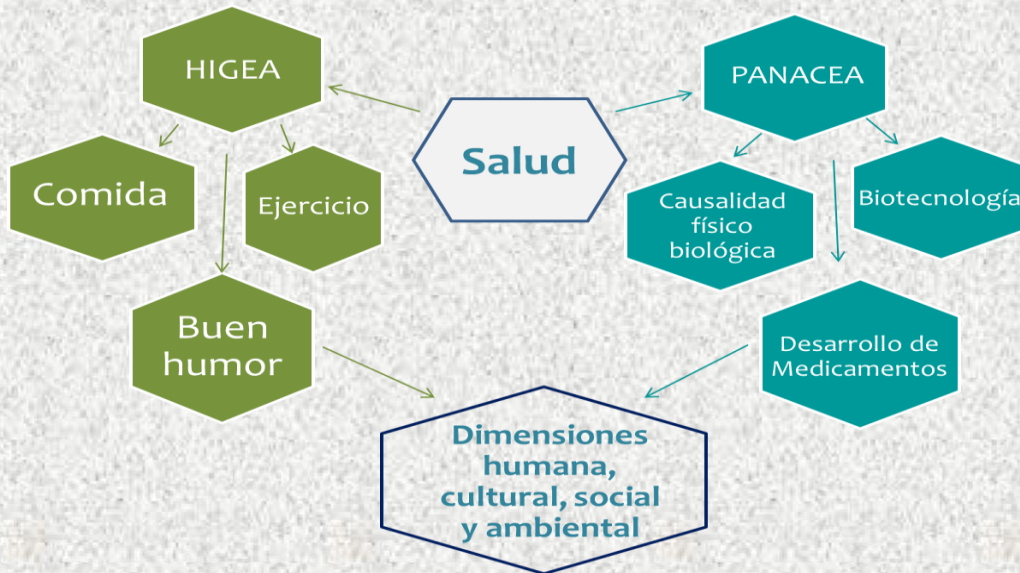 HIGEA
PANACEA
Salud
Comida
Ejercicio
Causalidad
físico
biológica
Biotecnología
Buen
humor
Desarrollo de
Medicamentos
Dimensiones
humana,
cultural, social
y ambiental